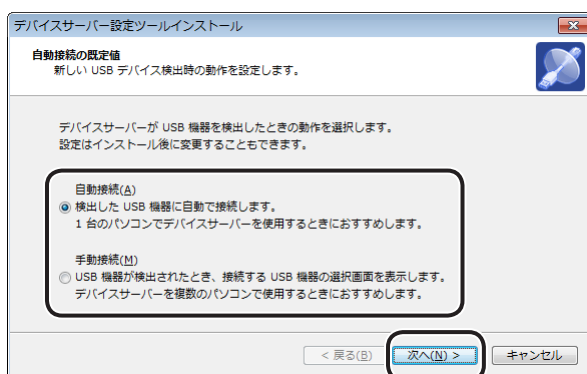 デバイスサーバー設定ツールインストール
自動接続の既定値
新しい USB デバイス検出時の動作を設定します。
デバイスサーバーが USB 機器を検出したときの動作を選択します。
設定はインストール後に変更することもできます。
自動接続(A)
検出した USB 機器に自動で接続します。
1 台のパソコンでデバイスサーバーを使用するときにおすすめします。
手動接続(M)
USB 機器が検出されたとき、接続する USB 機器の選択画面を表示します。
デバイスサーバーを複数のパソコンで使用するときにおすすめします。
< 戻る(B) 次へ(N) > キャンセル